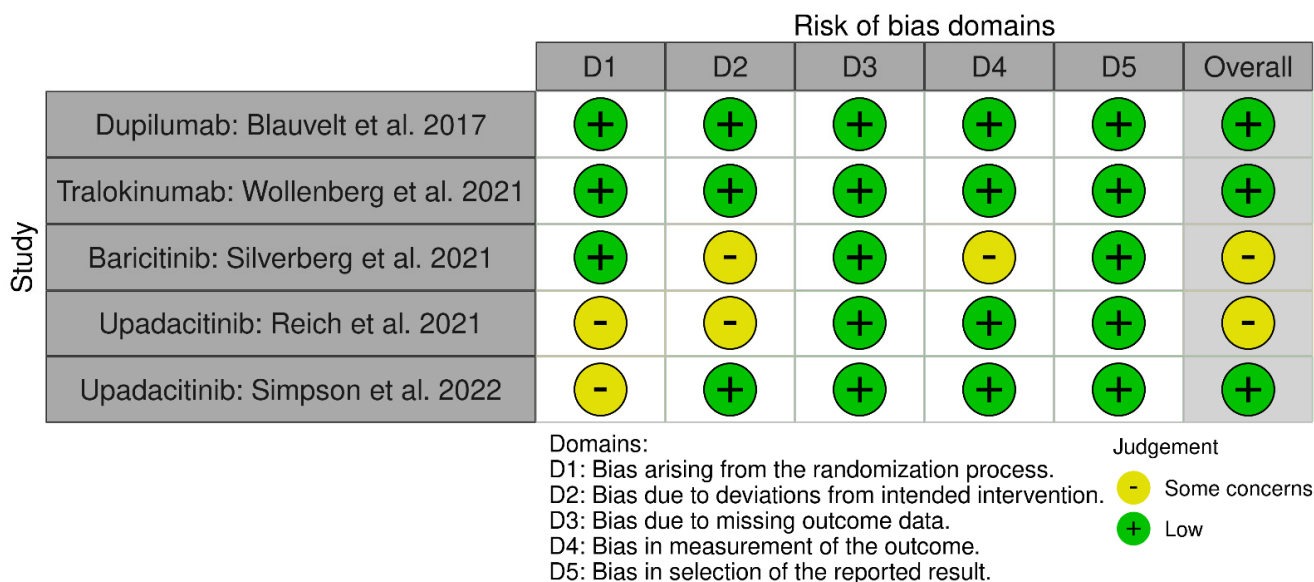 Risk of bias domains
D1 D2 D3 D4 D5 Overall
Study
Dupilumab: Blauvelt et al. 2017 + + + + + +
Tralokinumab: Wollenberg et al. 2021 + + + + + +
Baricitinib: Silverberg et al. 2021 + - + - + -
Upadacitinib: Reich et al. 2021 - - + + + -
Upadacitinib: Simpson et al. 2022 - + + + + +
Domains:
D1: Bias arising from the randomization process.
D2: Bias due to deviations from intended intervention.
D3: Bias due to missing outcome data.
D4: Bias in measurement of the outcome.
D5: Bias in selection of the reported result.
Judgement
- Some concerns
+ Low